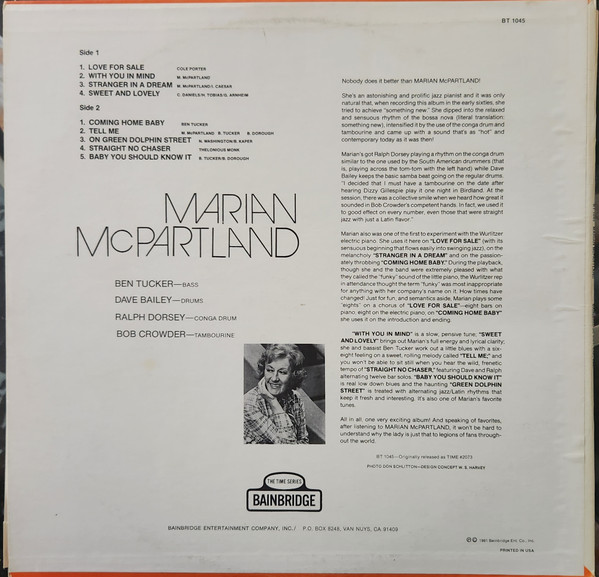 BT 1045
Side 1
1. LOVE FOR SALE COLE PORTER
2. WITH YOU IN MIND M. McPARTLAND
3. STRANGER IN A DREAM M. McPARTLAND/I. CAESAR
4. SWEET AND LOVELY C. DANIELS/H. TOBIAS/G. ARNHEIM
Side 2
1. COMING HOME BABY BEN TUCKER
2. TELL ME M. McPARTLAND B. TUCKER B. DOROUGH
3. ON GREEN DOLPHIN STREET N. WASHINGTON/B. KAPER
4. STRAIGHT NO CHASER THELONIOUS MONK
5. BABY YOU SHOULD KNOW IT B. TUCKER/B. DOROUGH
MARIAN
McPARTLAND
BEN TUCKER—BASS
DAVE BAILEY—DRUMS
RALPH DORSEY—CONGA DRUM
BOB CROWDER—TAMBOURINE
Nobody does it better than MARIAN McPARTLAND!
She's an astonishing and prolific jazz pianist and it was only
natural that, when recording this album in the early sixties, she
tried to achieve "something new." She dipped into the relaxed
and sensuous rhythm of the bossa nova (literal translation:
something new), intensified it by the use of the conga drum and
tambourine and came up with a sound that's as "hot" and
contemporary today as it was then!
Marian's got Ralph Dorsey playing a rhythm on the conga drum
similar to the one used by the South American drummers (that
is, playing across the tom-tom with the left hand) while Dave
Bailey keeps the basic samba beat going on the regular drums.
"I decided that I must have a tambourine on the date after
hearing Dizzy Gillespie play it one night in Birdland. At the
session, there was a collective smile when we heard how great it
sounded in Bob Crowder's competent hands. In fact, we used it
to good effect on every number, even those that were straight
jazz with just a Latin flavor."
Marian also was one of the first to experiment with the Wurlitzer
electric piano. She uses it here on "LOVE FOR SALE" (with its
sensuous beginning that flows easily into swinging jazz), on the
melancholy "STRANGER IN A DREAM" and on the passion-
ately throbbing "COMING HOME BABY." During the playback,
though she and the band were extremely pleased with what
they called the "funky" sound of the little piano, the Wurlitzer rep
in attendance thought the term "funky" was most inappropriate
for anything with her company's name on it. How times have
changed! Just for fun, and semantics aside, Marian plays some
"eights" on a chorus of "LOVE FOR SALE"—eight bars on
piano, eight on the electric piano; on "COMING HOME BABY"
she uses it on the introduction and ending.
"WITH YOU IN MIND" is a slow, pensive tune; "SWEET
AND LOVELY" brings out Marian's full energy and lyrical clarity;
she and bassist Ben Tucker work out a little blues with a six-
eight feeling on a sweet, rolling melody called "TELL ME;" and
you won't be able to sit still when you hear the wild, frenetic
tempo of "STRAIGHT NO CHASER," featuring Dave and Ralph
alternating twelve bar solos. "BABY YOU SHOULD KNOW IT"
is real low down blues and the haunting "GREEN DOLPHIN
STREET" is treated with alternating jazz/Latin rhythms that
keep it fresh and interesting. It's also one of Marian's favorite
tunes.
All in all, one very exciting album! And speaking of favorites,
after listening to MARIAN McPARTLAND, it won't be hard to
understand why the lady is just that to legions of fans through-
out the world.
BT 1045—Originally released as TIME #2073
PHOTO: DON SCHLITTEN—DESIGN CONCEPT W. S. HARVEY
THE TIME SERIES
BAINBRIDGE
BAINBRIDGE ENTERTAINMENT COMPANY, INC./ P.O. BOX 8248, VAN NUYS, CA 91409
℗ © 1981 Bainbridge Ent. Co., Inc.
PRINTED IN USA